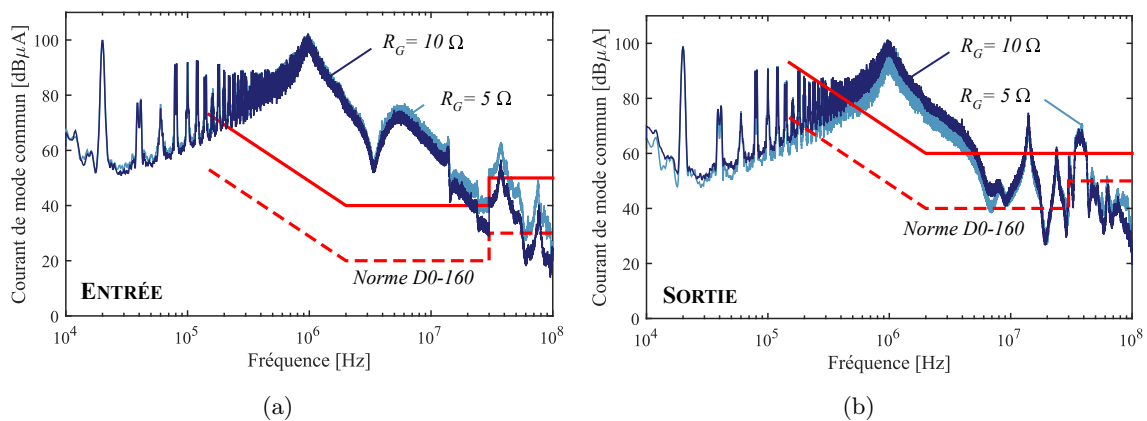 Courant de mode commun [dBµA]
100
80
60
40
20
0
R_G= 10 Ω
R_G= 5 Ω
Norme D0-160
ENTRÉE
10^4
10^5
10^6
10^7
10^8
Fréquence [Hz]
(a)
Courant de mode commun [dBµA]
100
80
60
40
20
0
R_G= 10 Ω
R_G= 5 Ω
Norme D0-160
SORTIE
10^4
10^5
10^6
10^7
10^8
Fréquence [Hz]
(b)